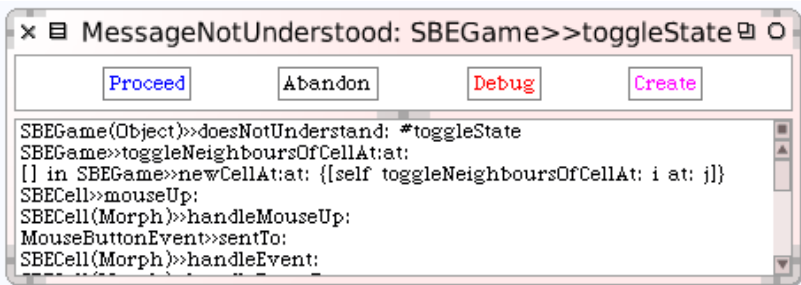 MessageNotUnderstood: SBEGame>>toggleState
Proceed Abandon Debug Create
SBEGame(Object)>>doesNotUnderstand: #toggleState
SBEGame>>toggleNeighboursOfCellAt:at:
[] in SBEGame>>newCellAt:at: {[self toggleNeighboursOfCellAt: i at: j]}
SBECell>>mouseUp:
SBECell(Morph)>>handleMouseUp:
MouseButtonEvent>>sentTo:
SBECell(Morph)>>handleEvent: